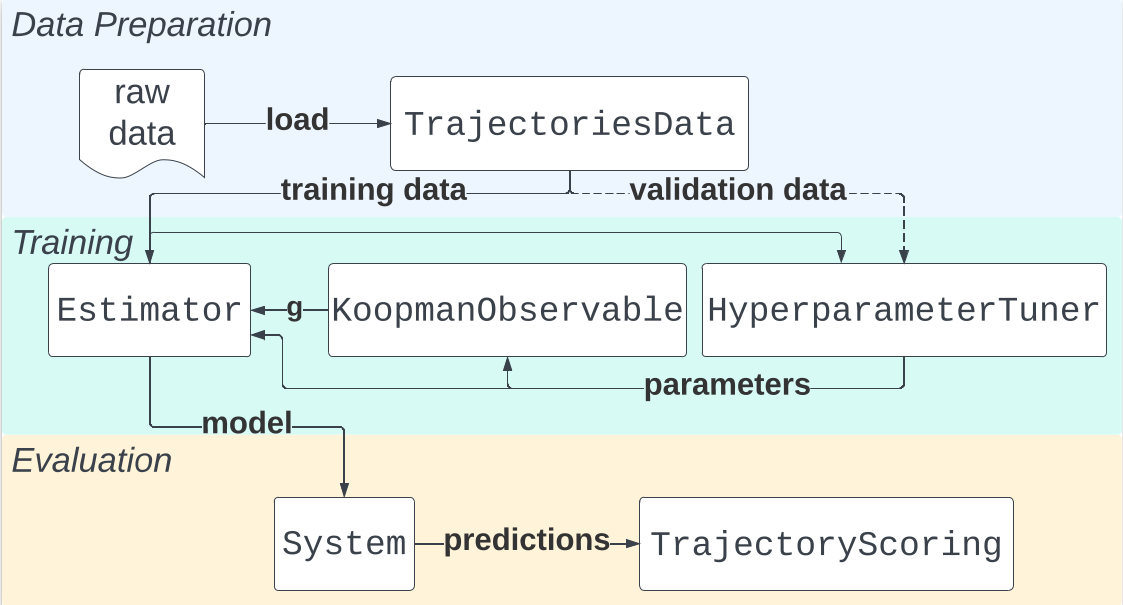 Data Preparation
raw
data
load
TrajectoriesData
training data
validation data
Training
Estimator
g
KoopmanObservable
HyperparameterTuner
parameters
model
Evaluation
System
predictions
TrajectoryScoring